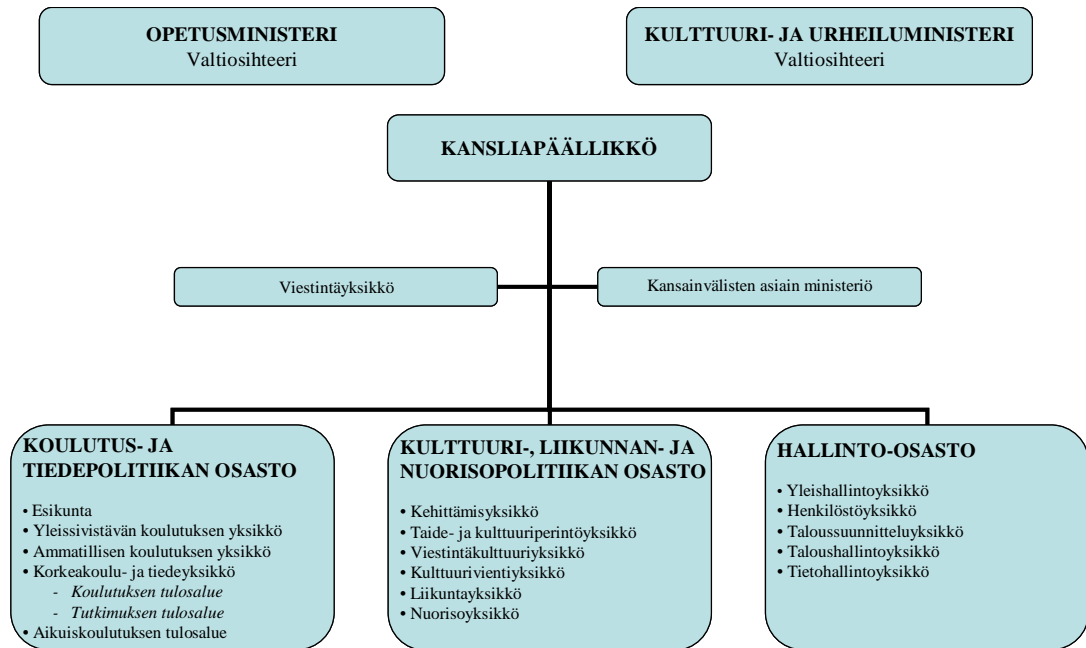 OPETUSMINISTERI
Valtiosihteeri
KULTTUURI- JA URHEILUMINISTERI
Valtiosihteeri
KANSLIAPÄÄLLIKKÖ
Viestintäyksikkö
Kansainvälisten asiain ministeriö
KOULUTUS- JA
TIEDEPOLITIIKAN OSASTO
• Esikunta
• Yleissivistävän koulutuksen yksikkö
• Ammatillisen koulutuksen yksikkö
• Korkeakoulu- ja tiedeyksikkö
- Koulutuksen tulosalue
- Tutkimuksen tulosalue
• Aikuiskoulutuksen tulosalue
KULTTUURI-, LIIKUNNAN- JA
NUORISOPOLITIIKAN OSASTO
• Kehittämisyksikkö
• Taide- ja kulttuuriperintöyksikkö
• Viestintäkulttuuriyksikkö
• Kulttuurivientiyksikkö
• Liikuntayksikkö
• Nuorisoyksikkö
HALLINTO-OSASTO
• Yleishallintoyksikkö
• Henkilöstöyksikkö
• Taloussuunnitteluyksikkö
• Taloushallintoyksikkö
• Tietohallintoyksikkö